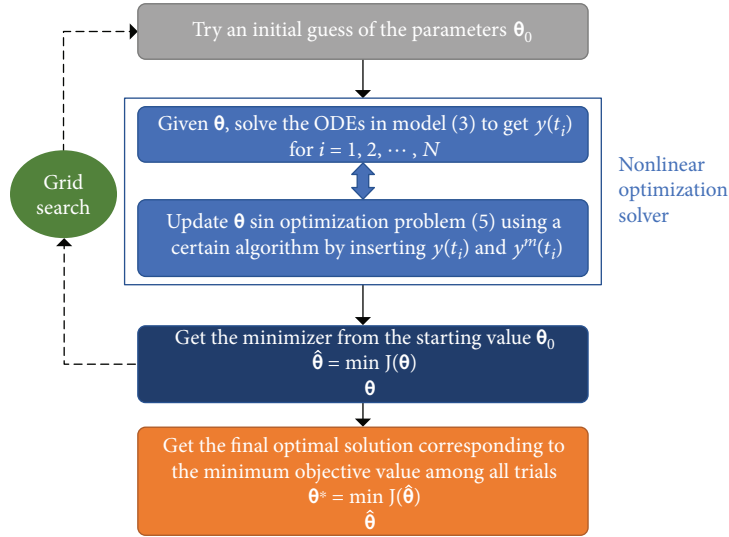 Try an initial guess of the parameters θ₀
Given θ, solve the ODEs in model (3) to get y(tᵢ)
for i = 1, 2, ⋯ , N
Update θ sin optimization problem (5) using a
certain algorithm by inserting y(tᵢ) and yᵐ(tᵢ)
Nonlinear
optimization
solver
Grid
search
Get the minimizer from the starting value θ₀
θ̂ = min J(θ)
θ
Get the final optimal solution corresponding to
the minimum objective value among all trials
θ* = min J(θ̂)
θ̂